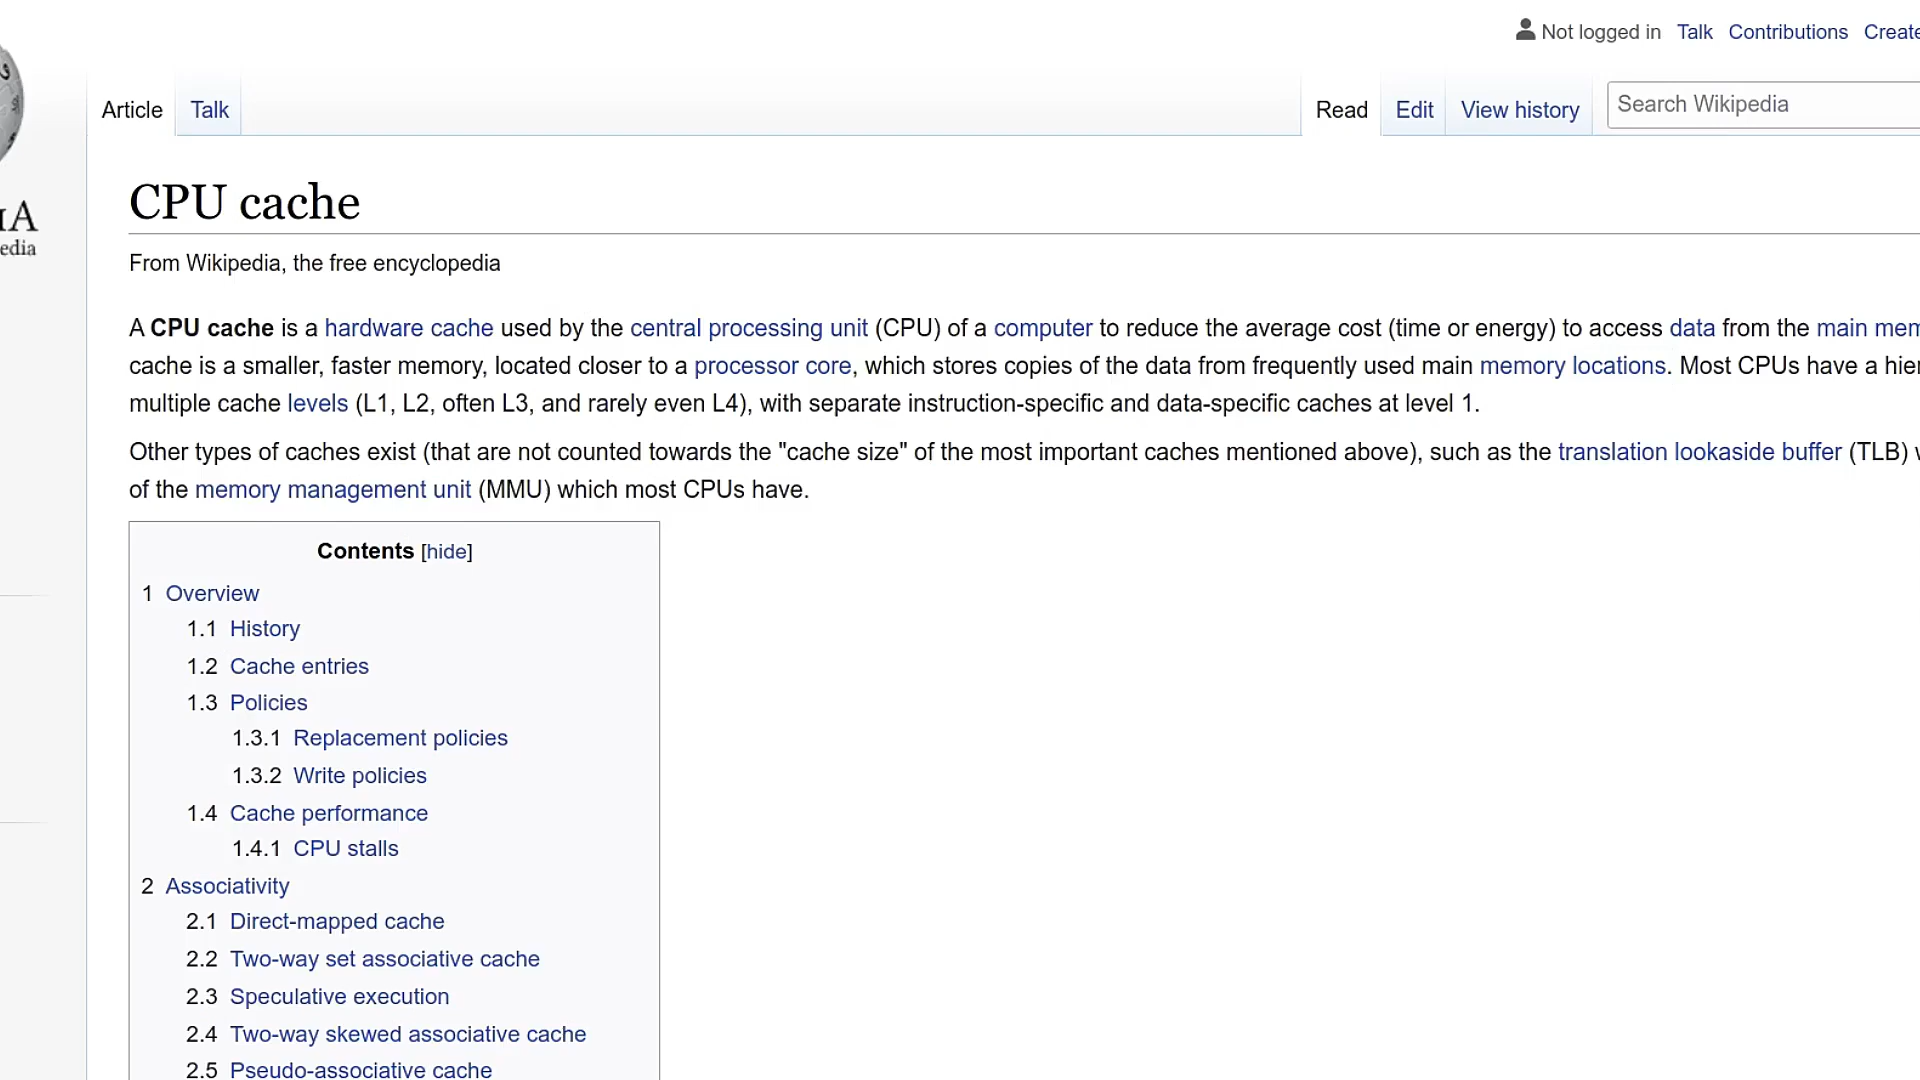 Not logged in Talk Contributions Create
Article Talk Read Edit View history Search Wikipedia
IA
edia
CPU cache
From Wikipedia, the free encyclopedia
A CPU cache is a hardware cache used by the central processing unit (CPU) of a computer to reduce the average cost (time or energy) to access data from the main mem
cache is a smaller, faster memory, located closer to a processor core, which stores copies of the data from frequently used main memory locations. Most CPUs have a hier
multiple cache levels (L1, L2, often L3, and rarely even L4), with separate instruction-specific and data-specific caches at level 1.
Other types of caches exist (that are not counted towards the "cache size" of the most important caches mentioned above), such as the translation lookaside buffer (TLB)
of the memory management unit (MMU) which most CPUs have.
Contents [hide]
1 Overview
1.1 History
1.2 Cache entries
1.3 Policies
1.3.1 Replacement policies
1.3.2 Write policies
1.4 Cache performance
1.4.1 CPU stalls
2 Associativity
2.1 Direct-mapped cache
2.2 Two-way set associative cache
2.3 Speculative execution
2.4 Two-way skewed associative cache
2.5 Pseudo-associative cache